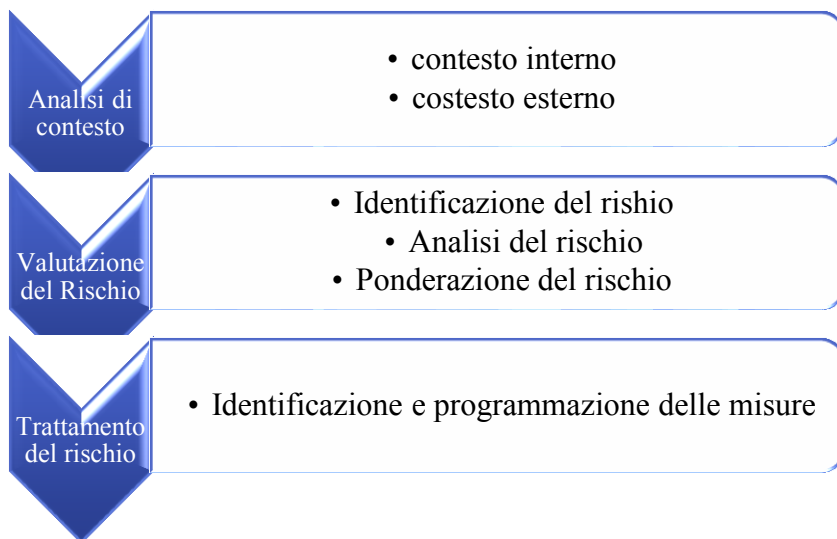 Analisi di
contesto
• contesto interno
• costesto esterno
Valutazione
del Rischio
• Identificazione del rishio
• Analisi del rischio
• Ponderazione del rischio
Trattamento
del rischio
• Identificazione e programmazione delle misure